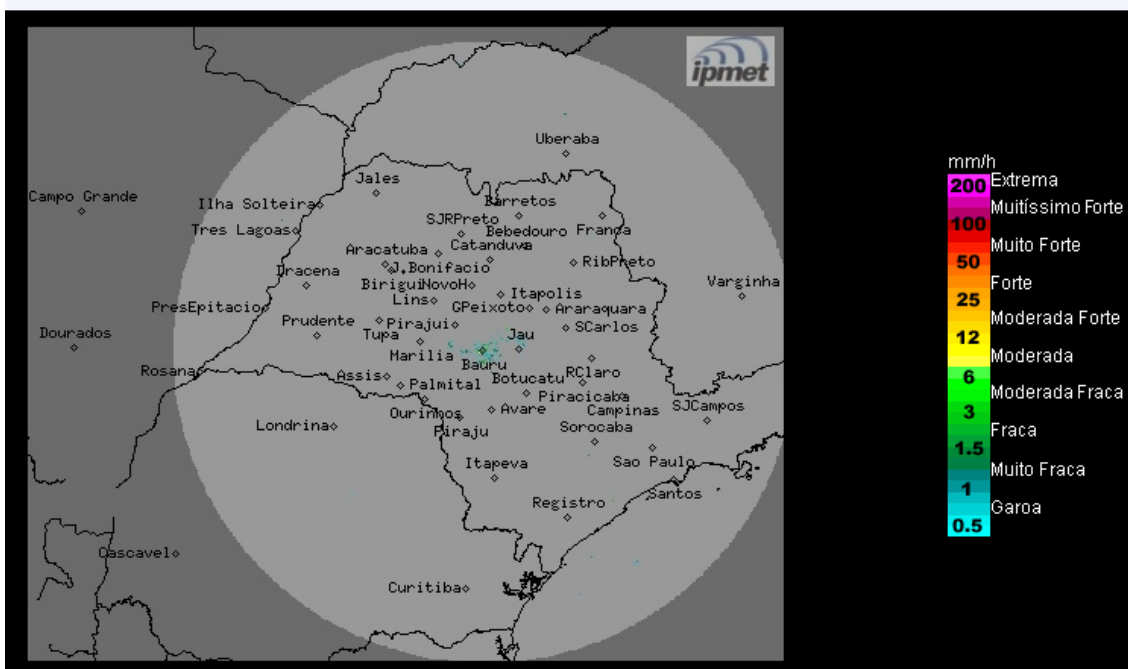 ipmet
Uberaba
Jales
Campo Grande
Ilha Solteira
Barretos
SJRPreto
Tres Lagoas
Bebedouro
Franca
Aracatuba
Catanduva
Dracena
J.Bonifacio
RibPreto
Varginha
Birigui
NovoH
Lins
Itapolis
PresEpitacio
GPeixoto
Araraquara
Prudente
Pirajui
SCarlos
Dourados
Tupa
Jau
Marilia
Bauru
Rosana
Assis
Botucatu
RClaro
Palmital
Piracicaba
Ourinhos
Avare
Campinas
SJCampos
Londrina
Piraju
Sorocaba
Itapeva
Sao Paulo
Santos
Registro
Cascavel
Curitiba
mm/h
200 Extrema
Muitíssimo Forte
100
Muito Forte
50
Forte
25
Moderada Forte
12
Moderada
6
Moderada Fraca
3
Fraca
1.5
Muito Fraca
1
Garoa
0.5